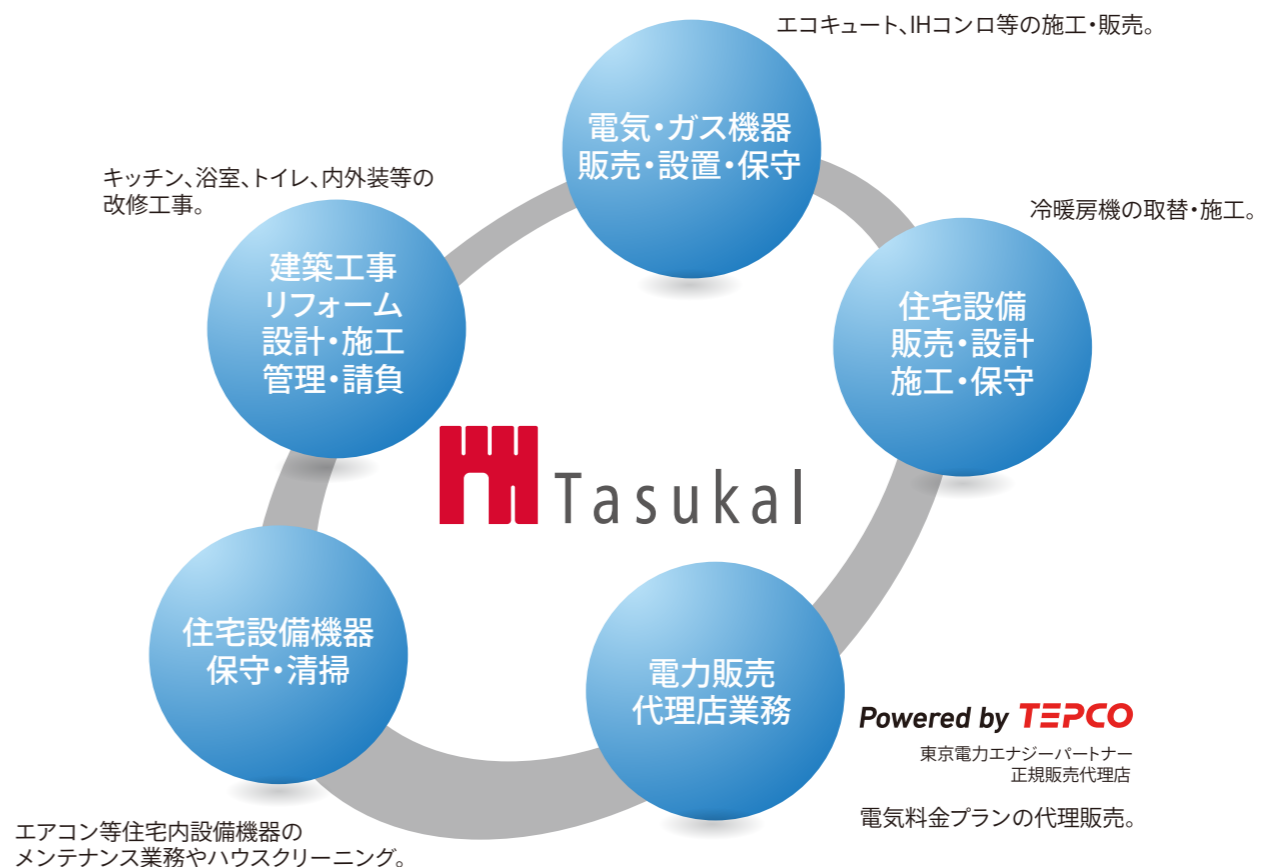 エコキュート、IHコンロ等の施工・販売。
電気・ガス機器
販売・設置・保守
キッチン、浴室、トイレ、内外装等の
改修工事。
冷暖房機の取替・施工。
建築工事
リフォーム
設計・施工
管理・請負
住宅設備
販売・設計
施工・保守
Tasukal
住宅設備機器
保守・清掃
電力販売
代理店業務
Powered by TEPCO
東京電力エナジーパートナー
正規販売代理店
電気料金プランの代理販売。
エアコン等住宅内設備機器の
メンテナンス業務やハウスクリーニング。